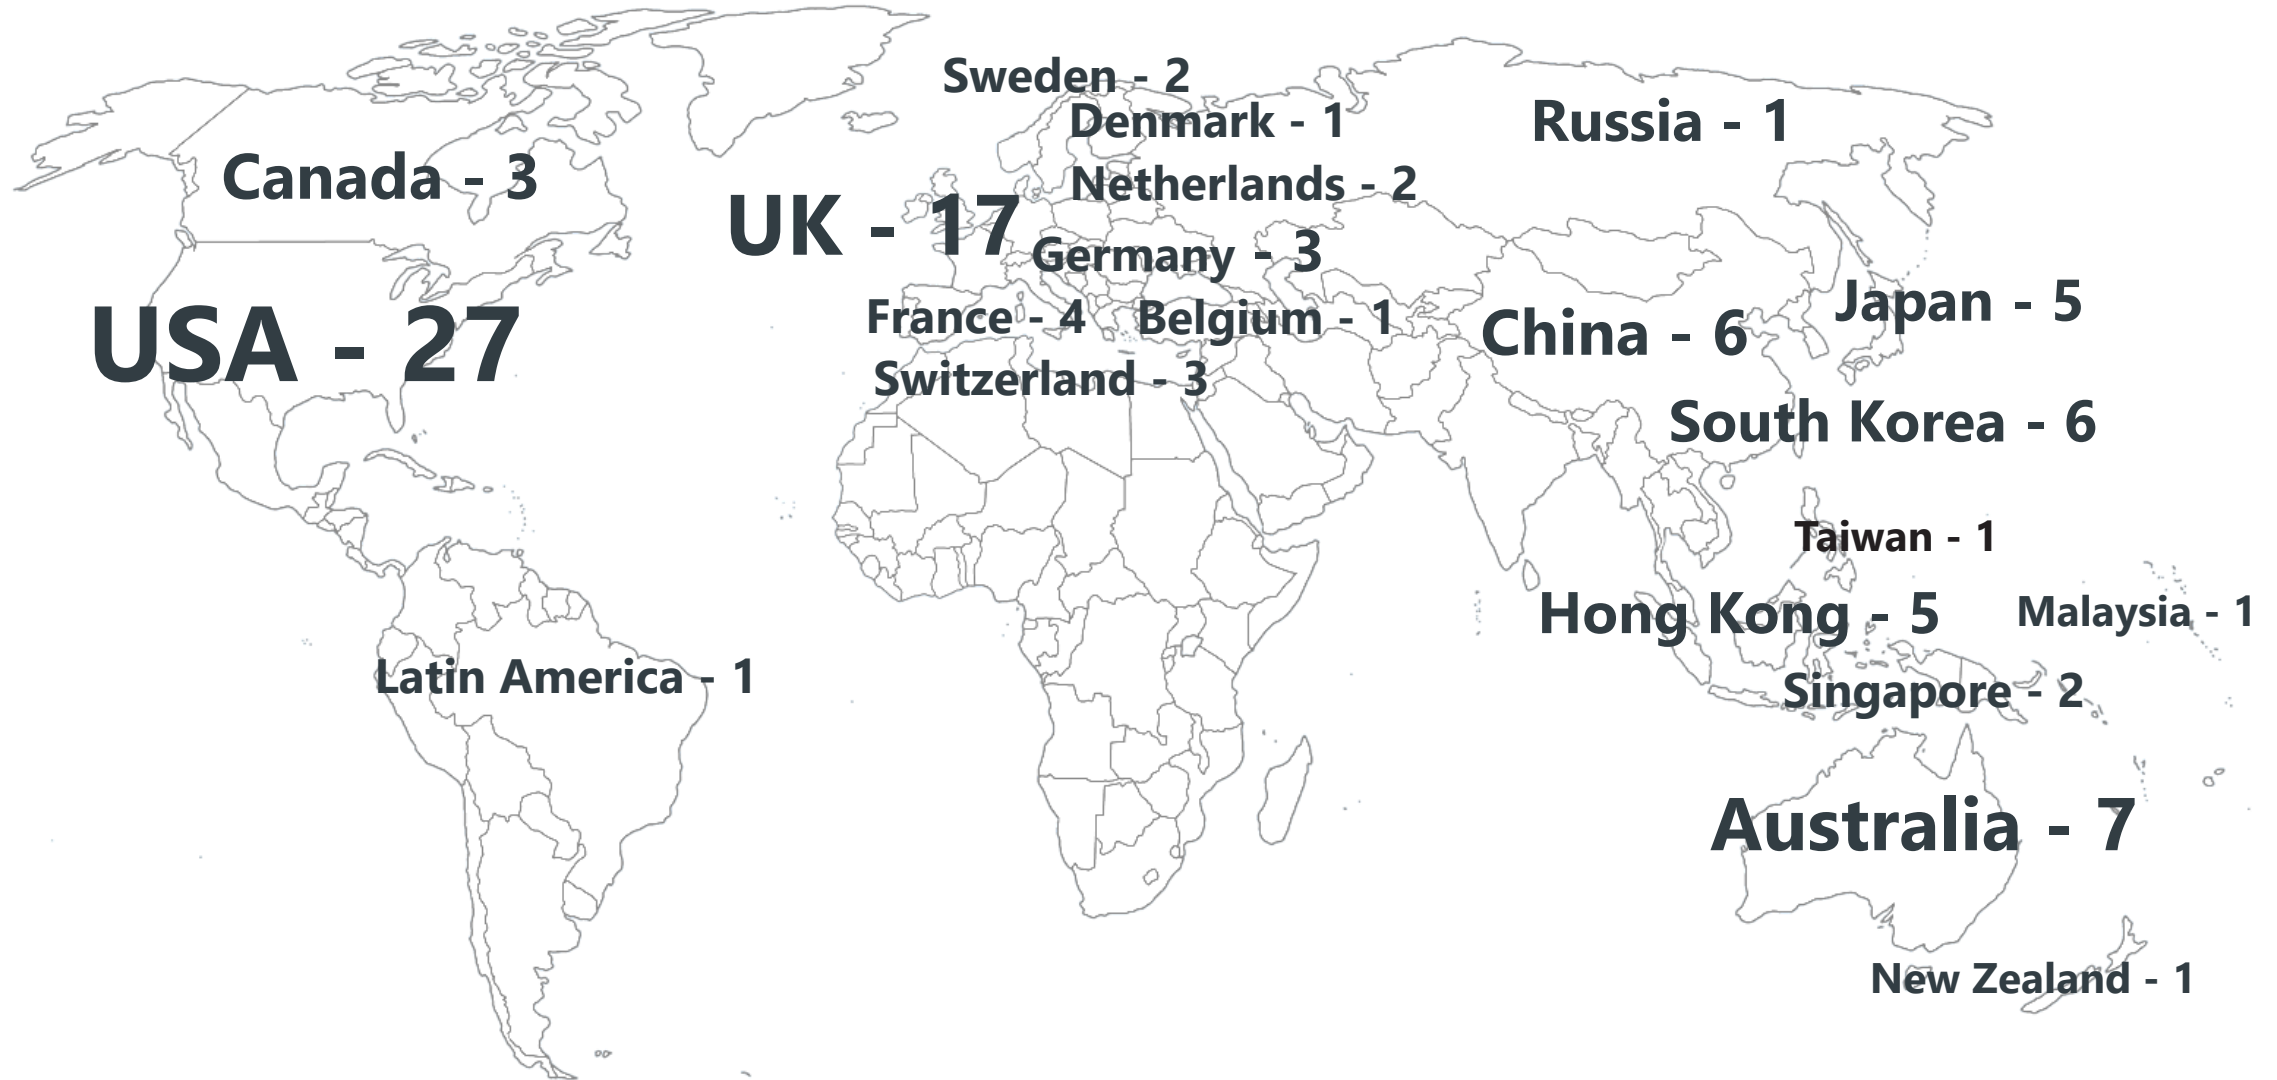 Sweden - 2
Denmark - 1
Russia - 1
Canada - 3
Netherlands - 2
UK - 17
Germany - 3
Japan - 5
France - 4
Belgium - 1
China - 6
USA - 27
Switzerland - 3
South Korea - 6
Taiwan - 1
Hong Kong - 5
Malaysia - 1
Latin America - 1
Singapore - 2
Australia - 7
New Zealand - 1